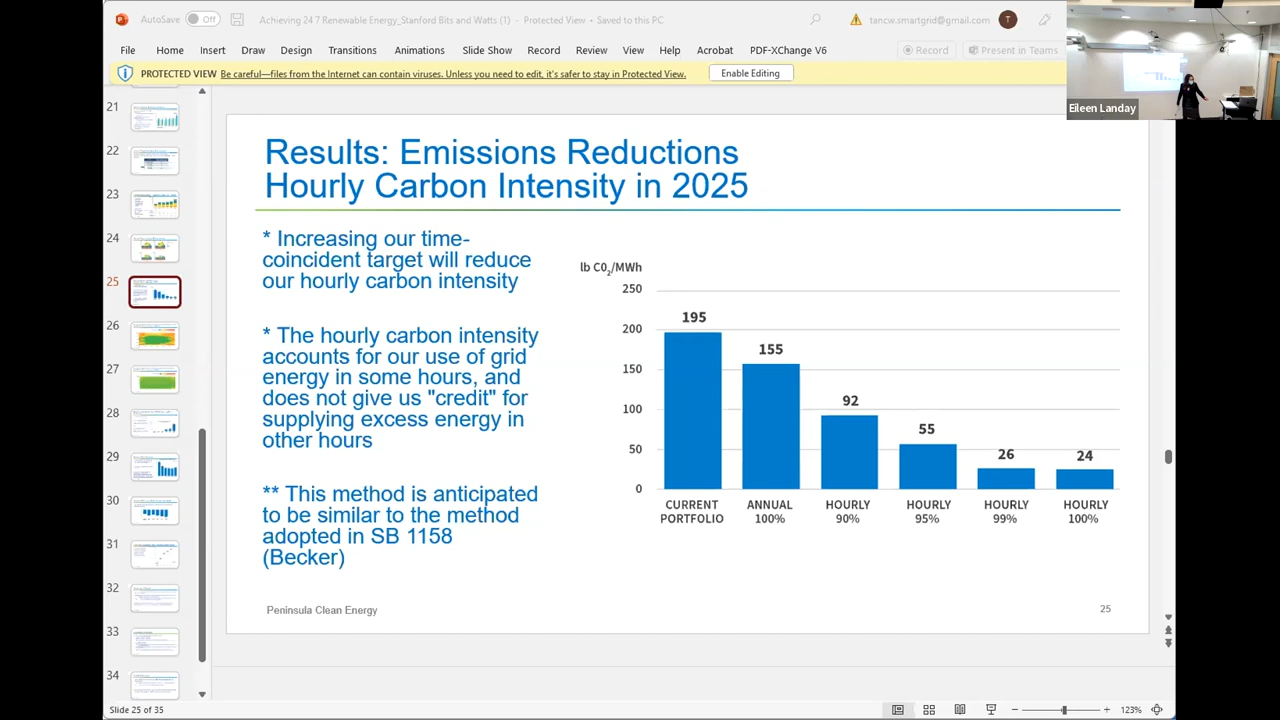 AutoSave
Off
Achieving 24 7 Renewable Energy_Stanford Bits and Watts (1) - Protected View • Saved to this PC
tancw.smartgrid@gmail.com
T
File Home Insert Draw Design Transitions Animations Slide Show Record Review View Help Acrobat PDF-XChange V6
Record
Present in Teams
PROTECTED VIEW Be careful—files from the Internet can contain viruses. Unless you need to edit, it's safer to stay in Protected View.
Enable Editing
Eileen Landay
21
22
23
24
25
26
27
28
29
30
31
32
33
34
Results: Emissions Reductions
Hourly Carbon Intensity in 2025
* Increasing our time-
coincident target will reduce
our hourly carbon intensity
* The hourly carbon intensity
accounts for our use of grid
energy in some hours, and
does not give us "credit" for
supplying excess energy in
other hours
** This method is anticipated
to be similar to the method
adopted in SB 1158
(Becker)
lb C0₂/MWh
250
200
150
100
50
0
195
155
92
55
26
24
CURRENT
PORTFOLIO
ANNUAL
100%
HOURLY
90%
HOURLY
95%
HOURLY
99%
HOURLY
100%
Peninsula Clean Energy
25
Slide 25 of 35
123%